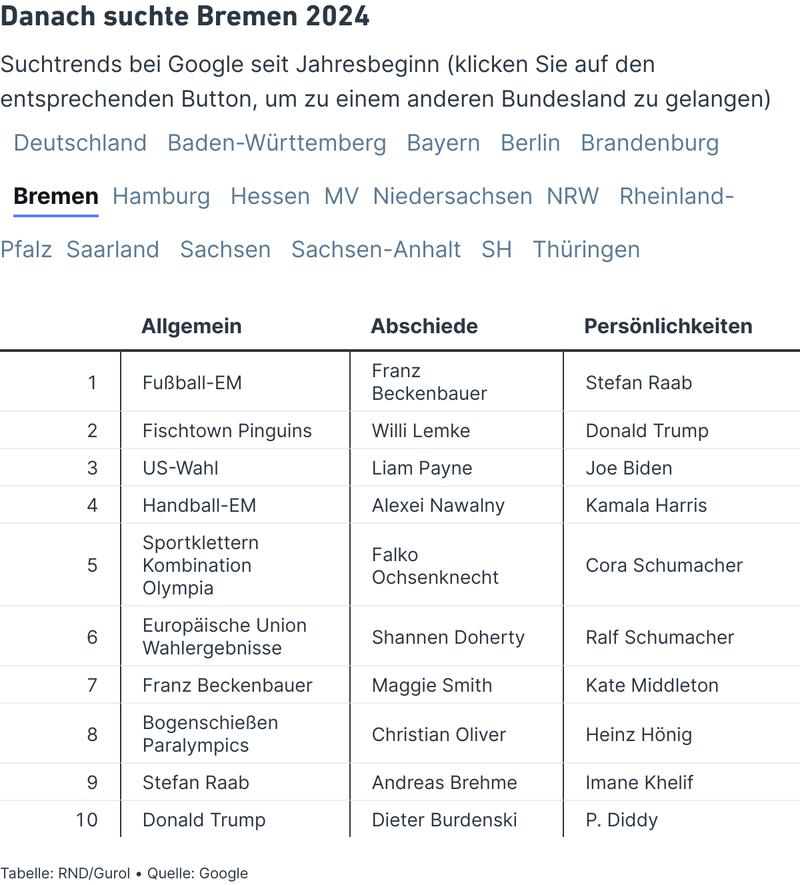 Danach suchte Bremen 2024
Suchtrends bei Google seit Jahresbeginn (klicken Sie auf den
entsprechenden Button, um zu einem anderen Bundesland zu gelangen)
Deutschland Baden-Württemberg Bayern Berlin Brandenburg
Bremen Hamburg Hessen MV Niedersachsen NRW Rheinland-
Pfalz Saarland Sachsen Sachsen-Anhalt SH Thüringen
Allgemein Abschiede Persönlichkeiten
1 Fußball-EM Franz Beckenbauer Stefan Raab
2 Fischtown Pinguins Willi Lemke Donald Trump
3 US-Wahl Liam Payne Joe Biden
4 Handball-EM Alexei Nawalny Kamala Harris
5 Sportklettern Kombination Olympia Falko Ochsenknecht Cora Schumacher
6 Europäische Union Wahlergebnisse Shannen Doherty Ralf Schumacher
7 Franz Beckenbauer Maggie Smith Kate Middleton
8 Bogenschießen Paralympics Christian Oliver Heinz Hönig
9 Stefan Raab Andreas Brehme Imane Khelif
10 Donald Trump Dieter Burdenski P. Diddy
Tabelle: RND/Gurol • Quelle: Google